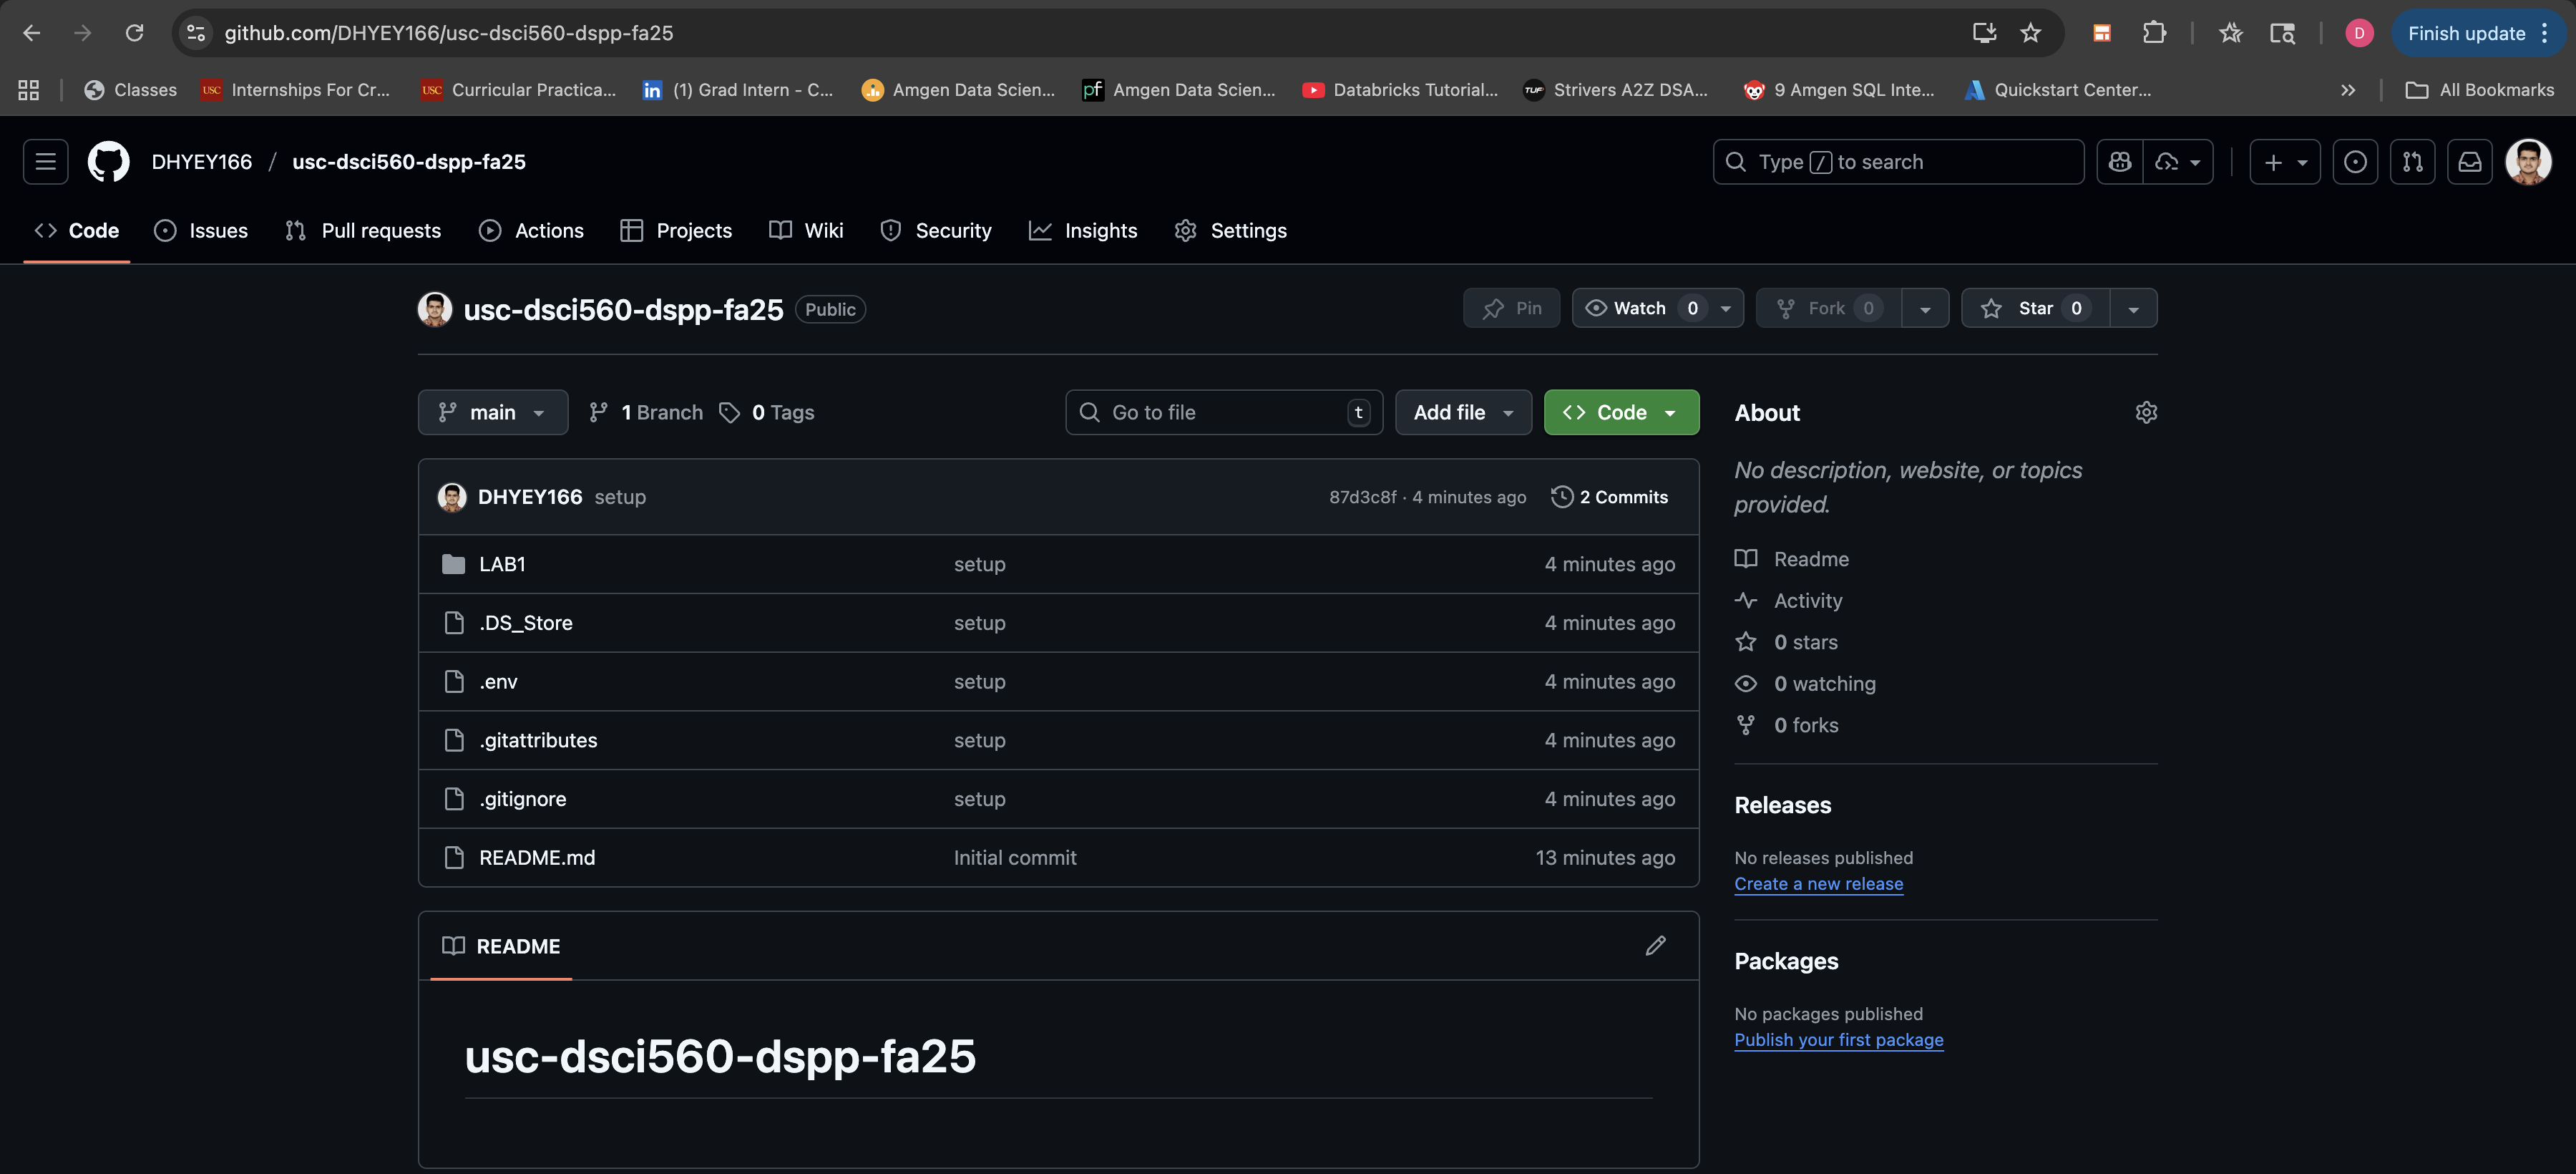 github.com/DHYEY166/usc-dsci560-dspp-fa25
D
Finish update
Classes
USC Internships For Cr...
USC Curricular Practica...
in (1) Grad Intern - C...
Amgen Data Scien...
pf Amgen Data Scien...
Databricks Tutorial...
TUF Strivers A2Z DSA...
9 Amgen SQL Inte...
Quickstart Center...
All Bookmarks
DHYEY166 / usc-dsci560-dspp-fa25
Type / to search
Code
Issues
Pull requests
Actions
Projects
Wiki
Security
Insights
Settings
usc-dsci560-dspp-fa25 Public
Pin
Watch 0
Fork 0
Star 0
main
1 Branch
0 Tags
Go to file t
Add file
Code
DHYEY166 setup 87d3c8f · 4 minutes ago 2 Commits
LAB1 setup 4 minutes ago
.DS_Store setup 4 minutes ago
.env setup 4 minutes ago
.gitattributes setup 4 minutes ago
.gitignore setup 4 minutes ago
README.md Initial commit 13 minutes ago
README
usc-dsci560-dspp-fa25
About
No description, website, or topics
provided.
Readme
Activity
0 stars
0 watching
0 forks
Releases
No releases published
Create a new release
Packages
No packages published
Publish your first package